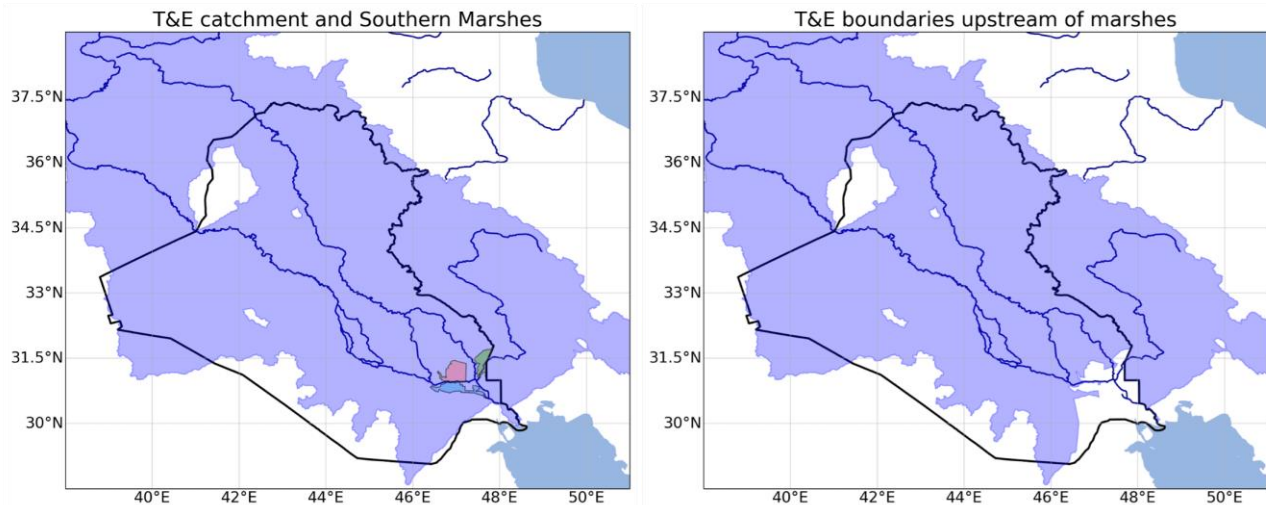 T&E catchment and Southern Marshes
37.5°N
36°N
34.5°N
33°N
31.5°N
30°N
40°E 42°E 44°E 46°E 48°E 50°E
T&E boundaries upstream of marshes
37.5°N
36°N
34.5°N
33°N
31.5°N
30°N
40°E 42°E 44°E 46°E 48°E 50°E